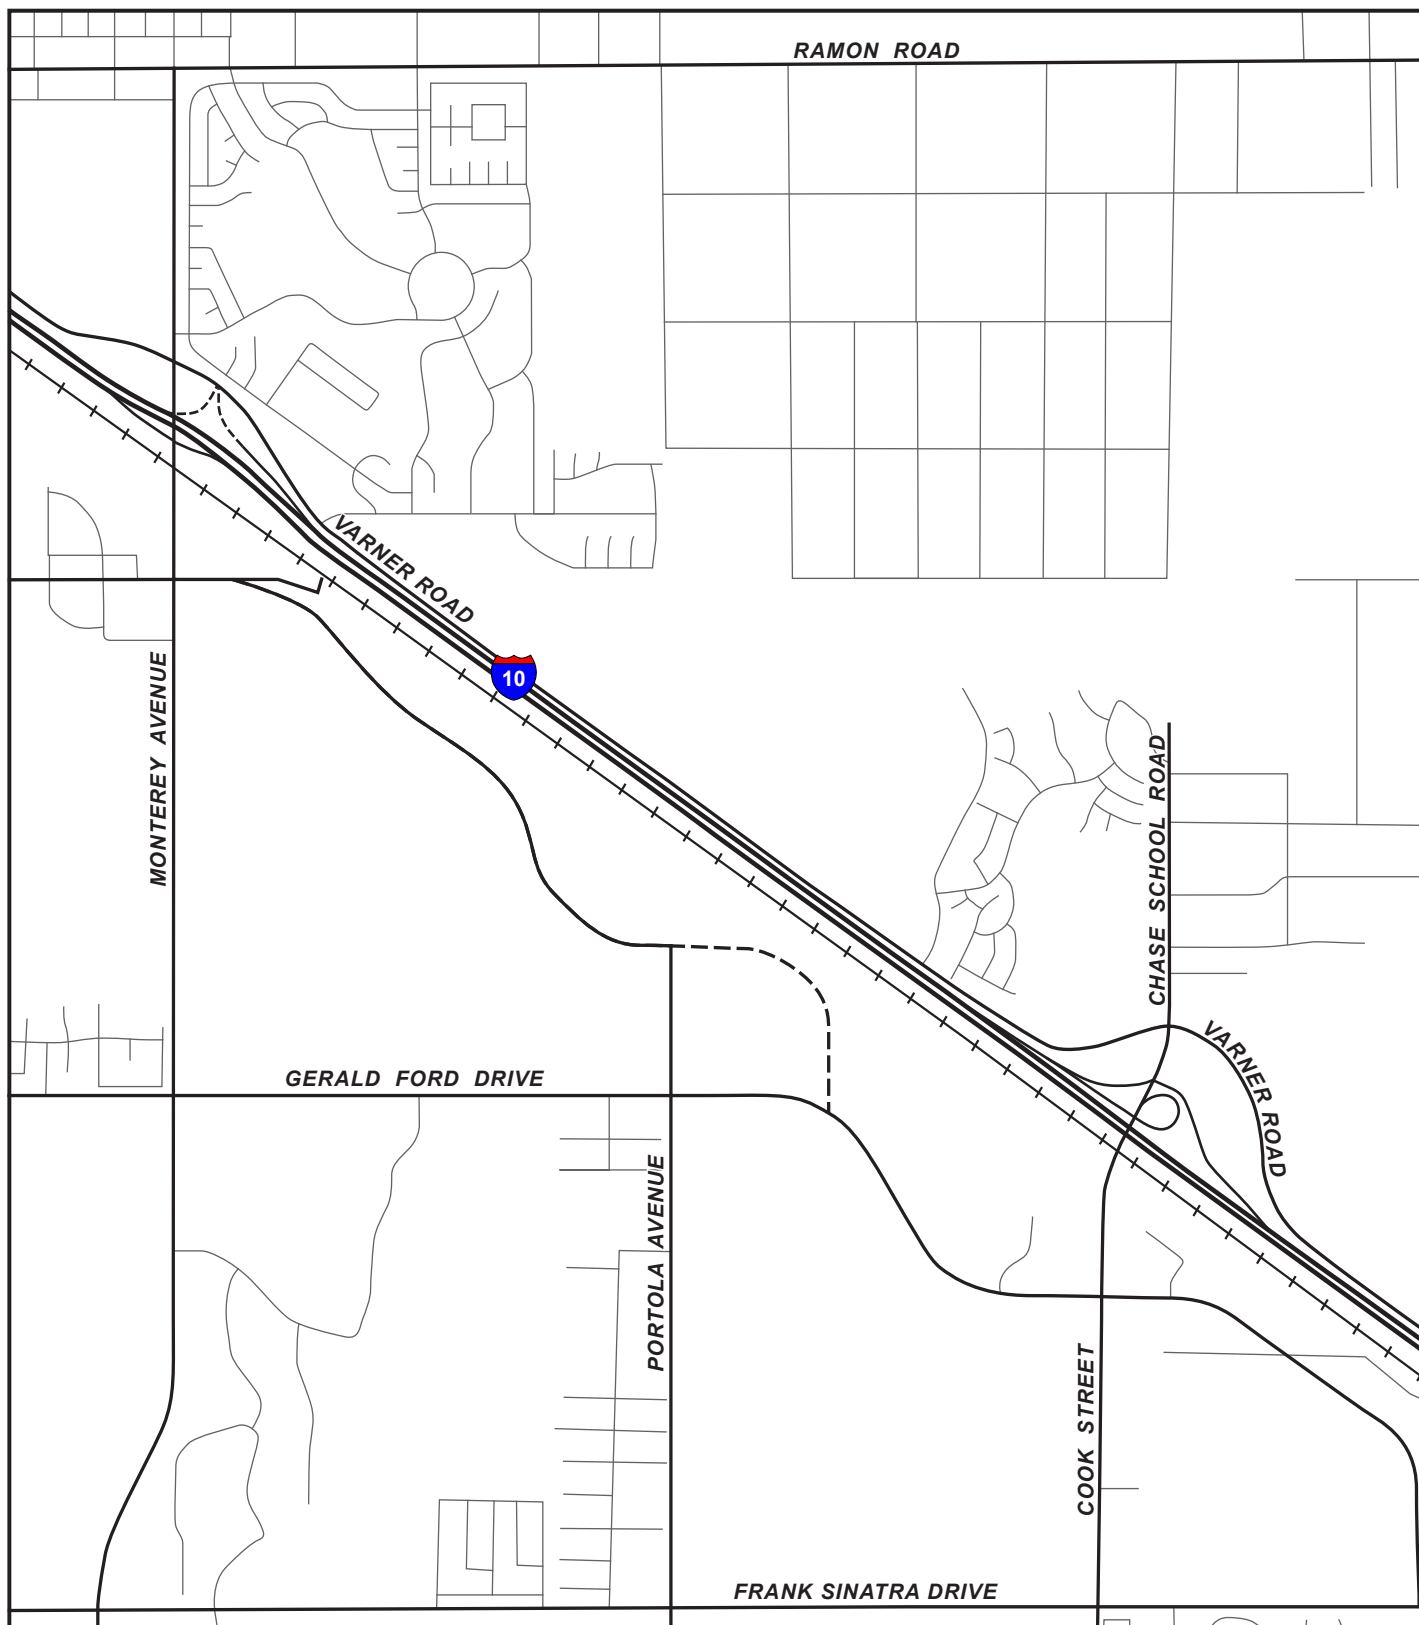 RAMON ROAD
VARNER ROAD
10
MONTEREY AVENUE
CHASE SCHOOL ROAD
VARNER ROAD
GERALD FORD DRIVE
PORTOLA AVENUE
COOK STREET
FRANK SINATRA DRIVE